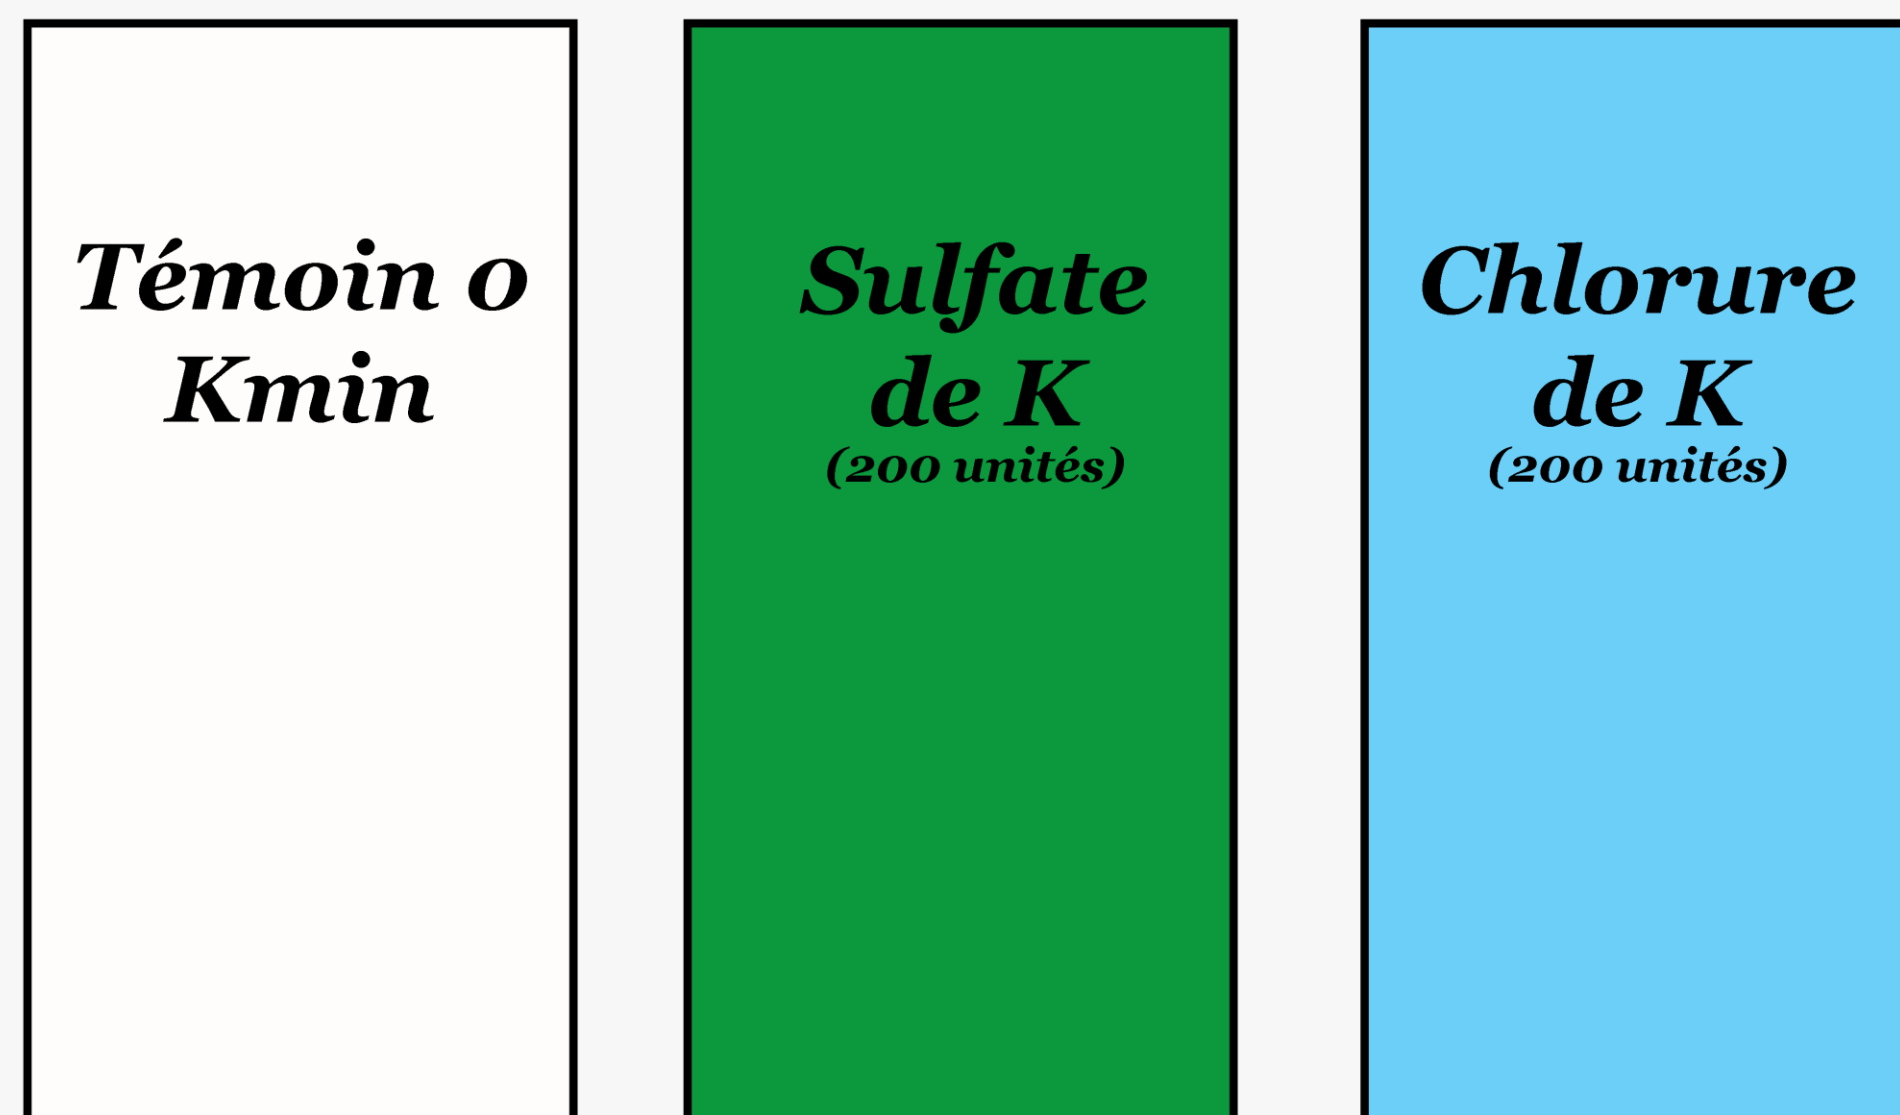 Témoin 0
Kmin
Sulfate
de K
(200 unités)
Chlorure
de K
(200 unités)